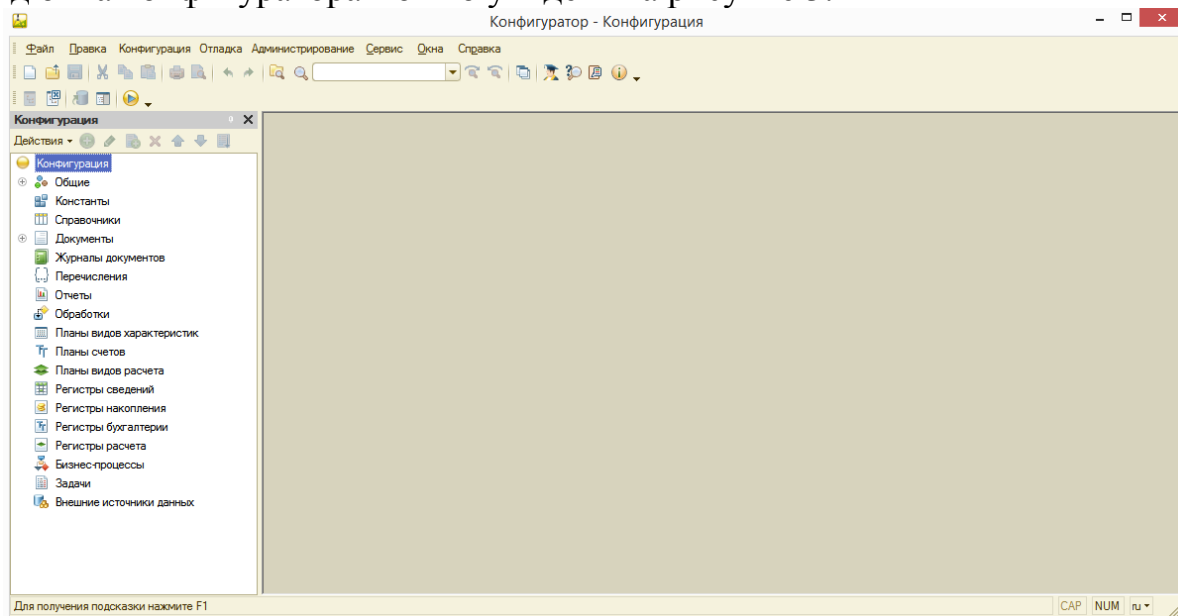 Конфигуратор - Конфигурация
Файл Правка Конфигурация Отладка Администрирование Сервис Окна Справка
Конфигурация
Действия
Конфигурация
Общие
Константы
Справочники
Документы
Журналы документов
Перечисления
Отчеты
Обработки
Планы видов характеристик
Планы счетов
Планы видов расчета
Регистры сведений
Регистры накопления
Регистры бухгалтерии
Регистры расчета
Бизнес-процессы
Задачи
Внешние источники данных
Для получения подсказки нажмите F1 CAP NUM ru